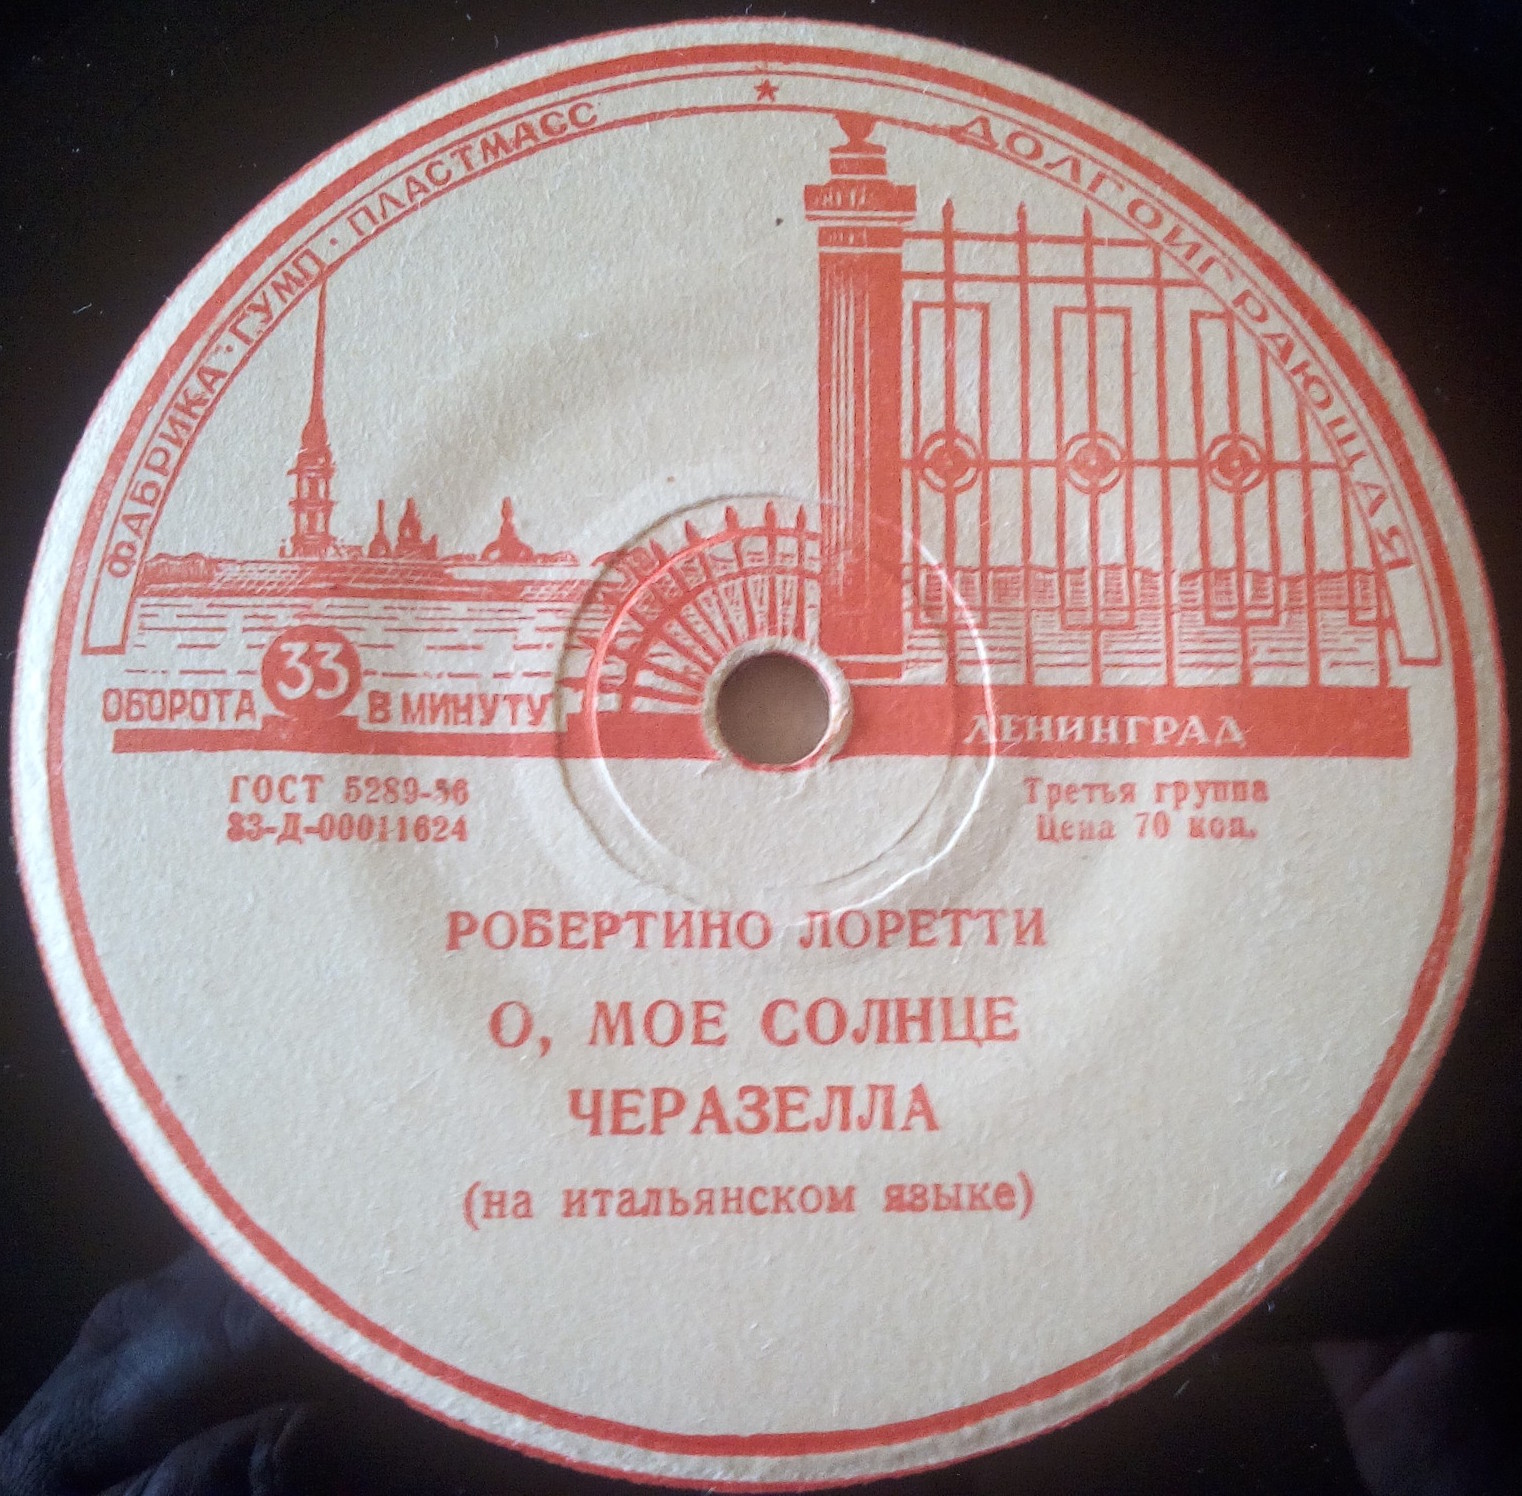 ФАБРИКА·ГУМП·ПЛАСТМАСС
ДОЛГОИГРАЮЩАЯ
ОБОРОТА 33 В МИНУТУ
ЛЕНИНГРАД
ГОСТ 5289-56
33-Д-00011624
Третья группа
Цена 70 коп.
РОБЕРТИНО ЛОРЕТТИ
О, МОЕ СОЛНЦЕ
ЧЕРАЗЕЛЛА
(на итальянском языке)